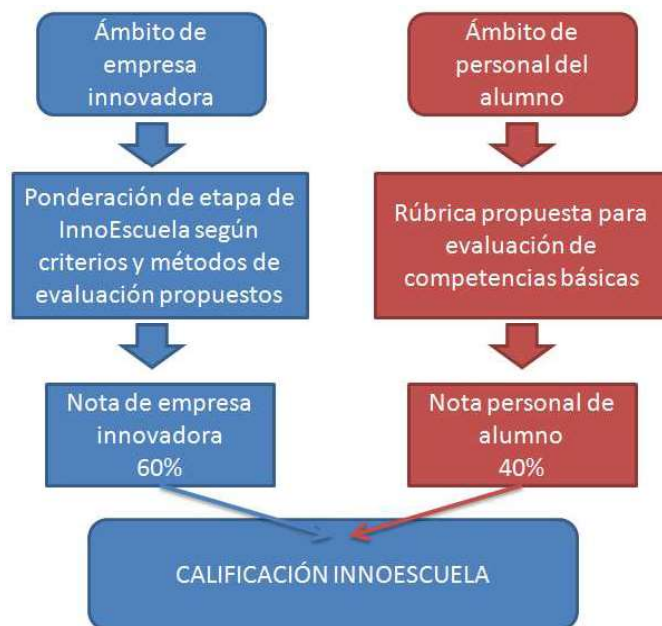 Ámbito de
empresa
innovadora
Ámbito de
personal del
alumno
Ponderación de etapa de
InnoEscuela según
criterios y métodos de
evaluación propuestos
Rúbrica propuesta para
evaluación de
competencias básicas
Nota de empresa
innovadora
60%
Nota personal de
alumno
40%
CALIFICACIÓN INNOESCUELA